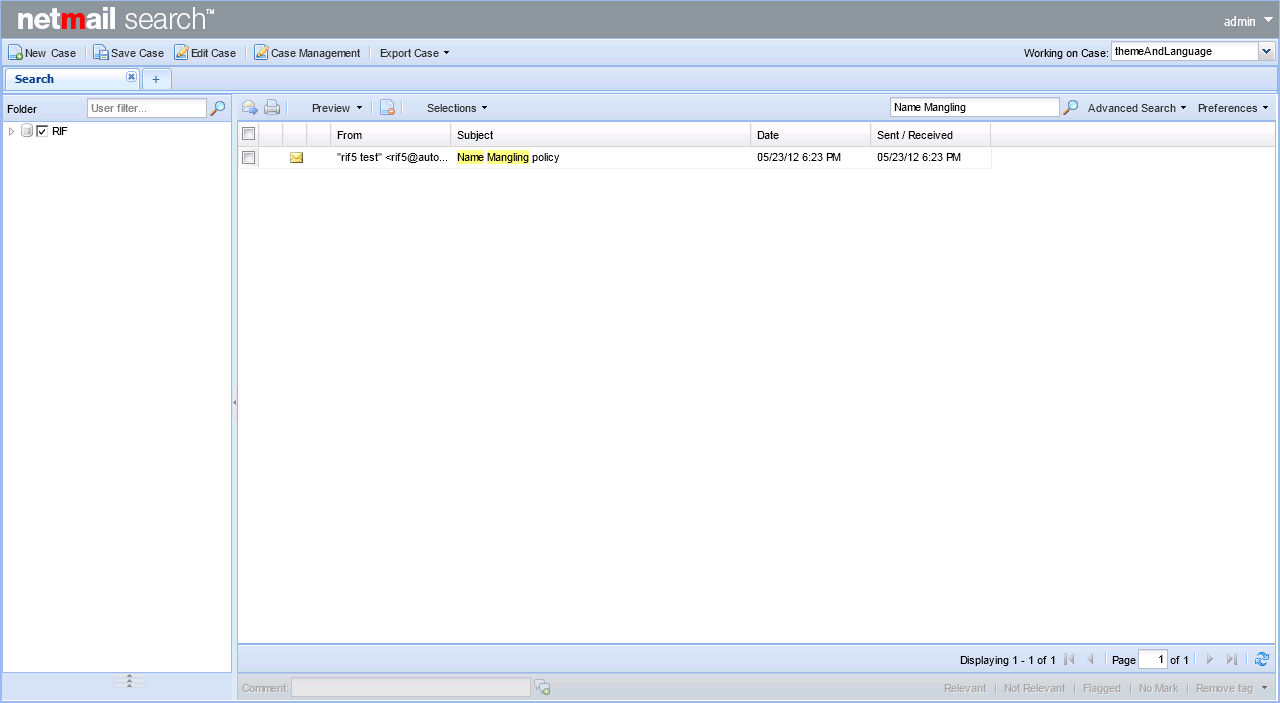 netmail search™
admin
New Case Save Case Edit Case Case Management Export Case Working on Case: themeAndLanguage
Search +
Folder User filter... Preview Selections Name Mangling Advanced Search Preferences
RIF From Subject Date Sent / Received
"rif5 test" <rif5@auto... Name Mangling policy 05/23/12 6:23 PM 05/23/12 6:23 PM
Displaying 1 - 1 of 1 Page 1 of 1
Comment: Relevant | Not Relevant | Flagged | No Mark | Remove tag